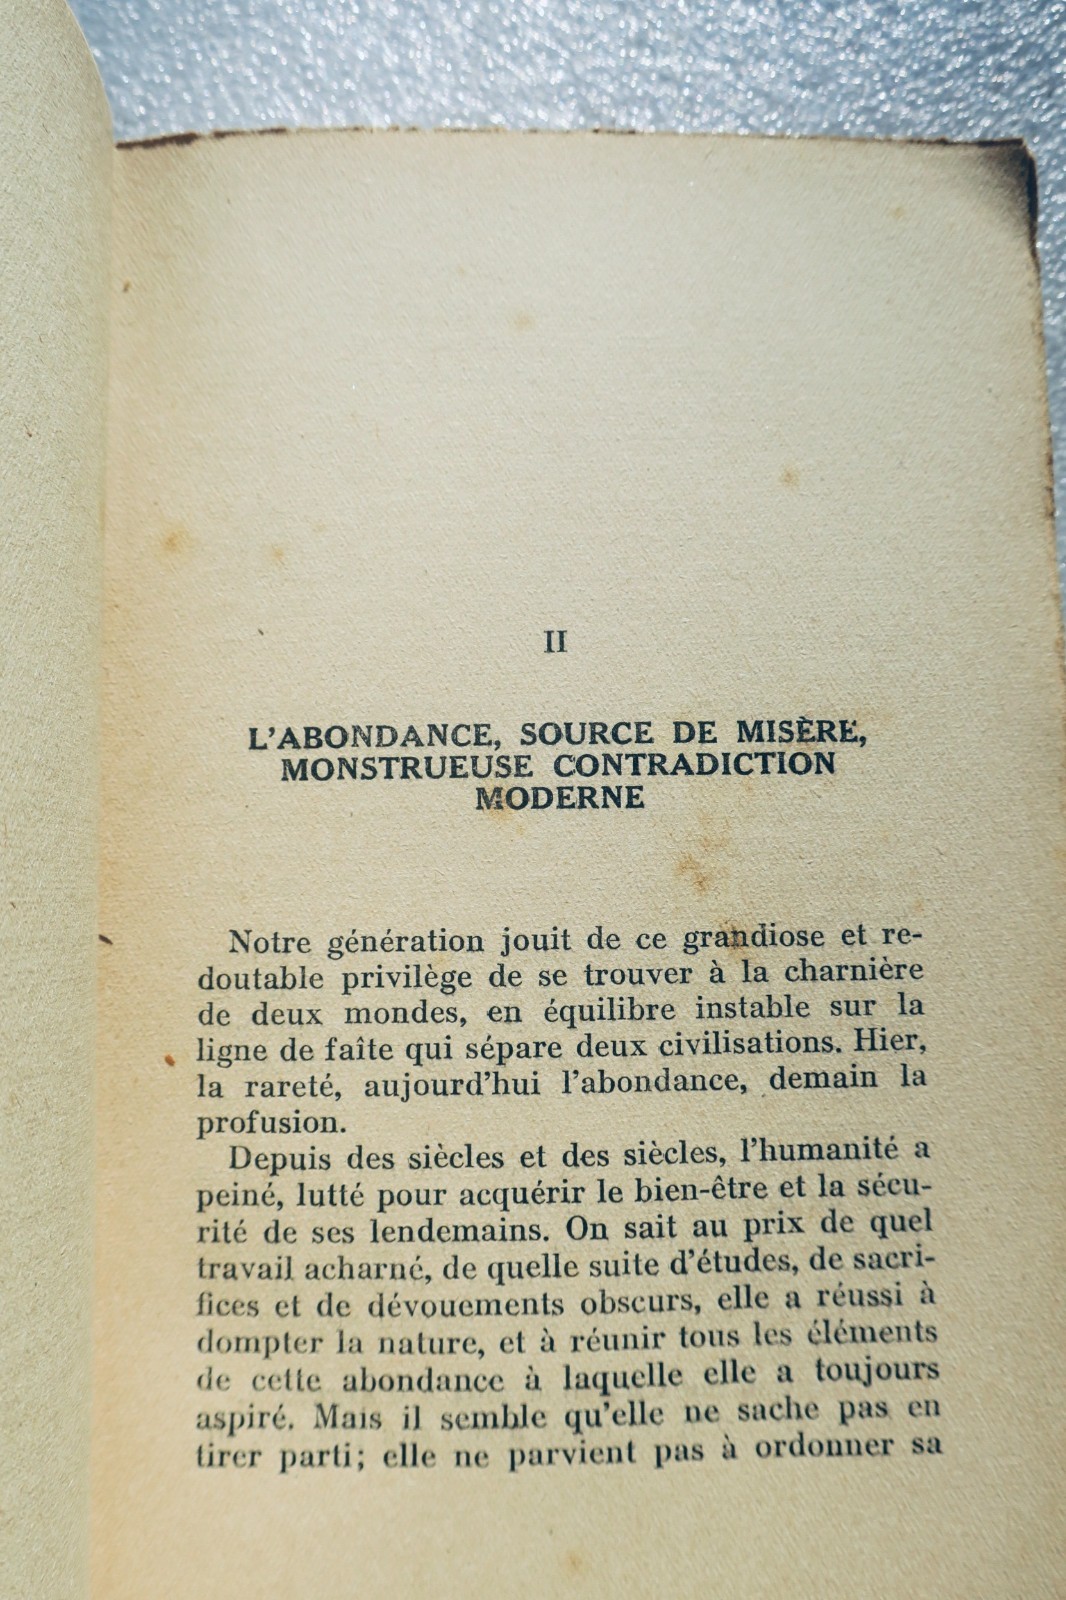 II
L'ABONDANCE, SOURCE DE MISÈRE,
MONSTRUEUSE CONTRADICTION
MODERNE
Notre génération jouit de ce grandiose et re-
doutable privilège de se trouver à la charnière
de deux mondes, en équilibre instable sur la
ligne de faîte qui sépare deux civilisations. Hier,
la rareté, aujourd'hui l'abondance, demain la
profusion.
Depuis des siècles et des siècles, l'humanité a
peiné, lutté pour acquérir le bien-être et la sécu-
rité de ses lendemains. On sait au prix de quel
travail acharné, de quelle suite d'études, de sacri-
fices et de dévouements obscurs, elle a réussi à
dompter la nature, et à réunir tous les éléments
de cette abondance à laquelle elle a toujours
aspiré. Mais il semble qu'elle ne sache pas en
tirer parti; elle ne parvient pas à ordonner sa